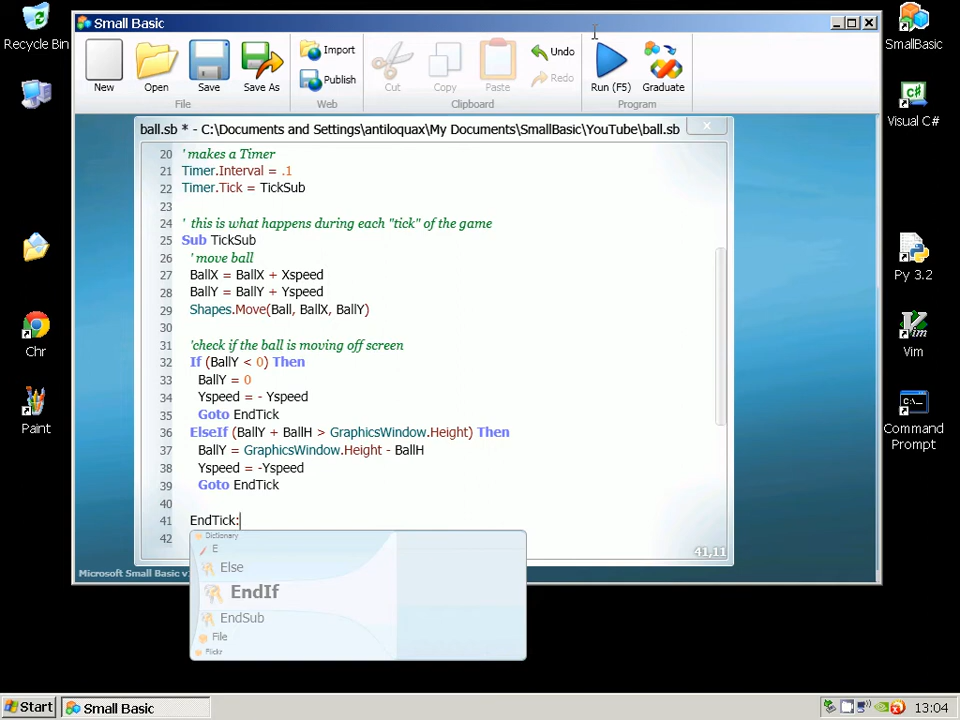 Small Basic
Recycle Bin
SmallBasic
New
Open
Save
Save As
Import
Publish
Cut
Copy
Paste
Undo
Redo
Run (F5)
Graduate
File
Web
Clipboard
Program
Visual C#
ball.sb * - C:\Documents and Settings\antiloquax\My Documents\SmallBasic\YouTube\ball.sb
20 ' makes a Timer
21 Timer.Interval = .1
22 Timer.Tick = TickSub
23
24 ' this is what happens during each "tick" of the game
25 Sub TickSub
26 ' move ball
27 BallX = BallX + Xspeed
28 BallY = BallY + Yspeed
29 Shapes.Move(Ball, BallX, BallY)
30
31 'check if the ball is moving off screen
32 If (BallY < 0) Then
33 BallY = 0
34 Yspeed = - Yspeed
35 Goto EndTick
36 ElseIf (BallY + BallH > GraphicsWindow.Height) Then
37 BallY = GraphicsWindow.Height - BallH
38 Yspeed = -Yspeed
39 Goto EndTick
40
41 EndTick:
42
Dictionary
E
Else
EndIf
EndSub
File
Flickr
41,11
Microsoft Small Basic v
Py 3.2
Chr
Vim
Paint
Command
Prompt
Start
Small Basic
13:04